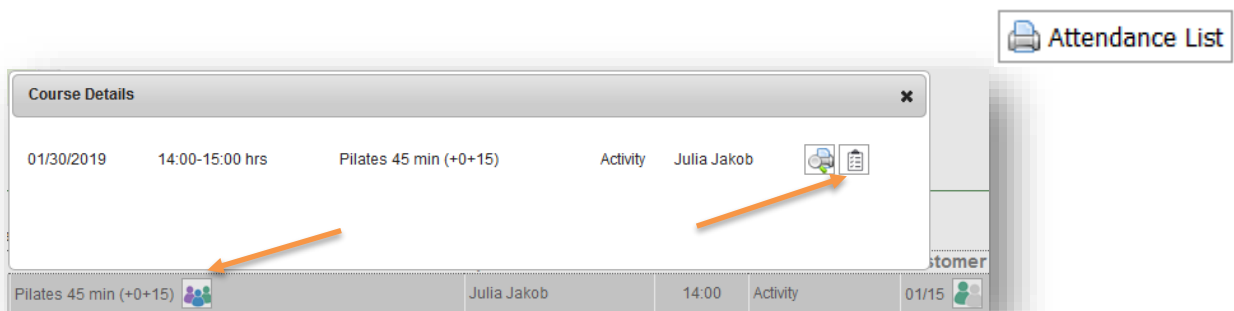 Attendance List
Course Details
01/30/2019 14:00-15:00 hrs Pilates 45 min (+0+15) Activity Julia Jakob
stomer
Pilates 45 min (+0+15) Julia Jakob 14:00 Activity 01/15